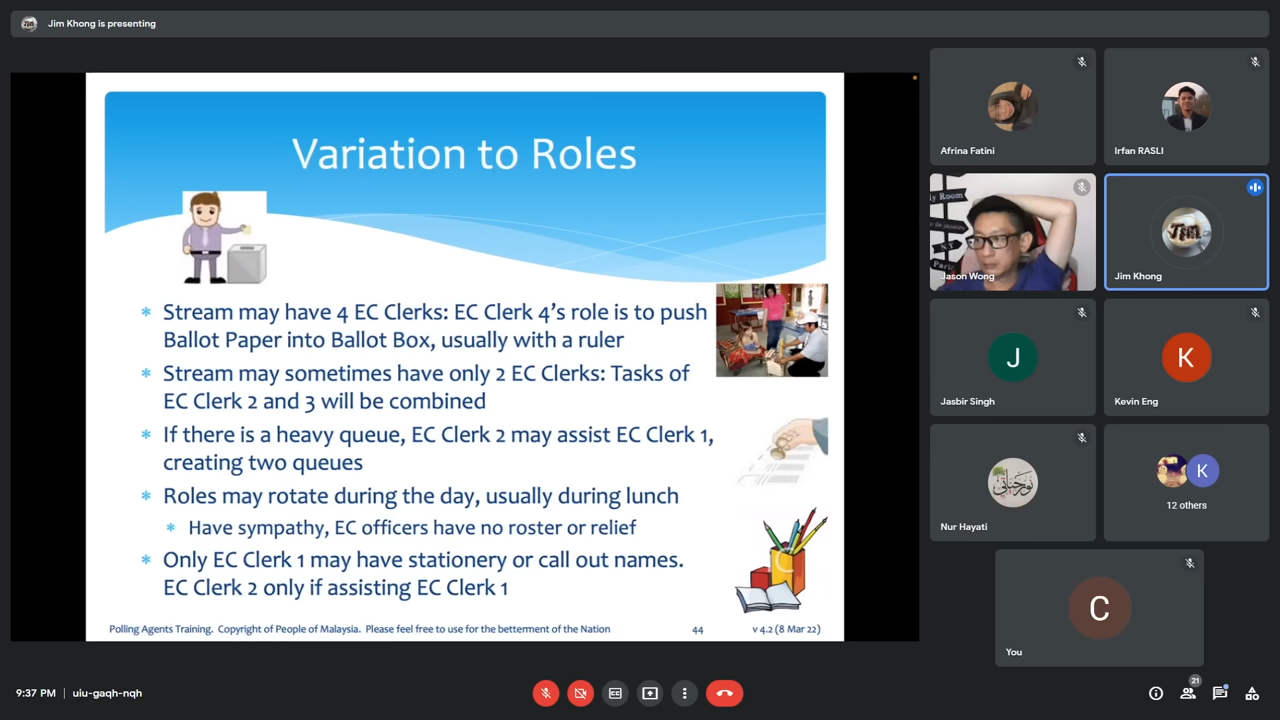 Jim Khong is presenting
Variation to Roles
* Stream may have 4 EC Clerks: EC Clerk 4's role is to push
Ballot Paper into Ballot Box, usually with a ruler
* Stream may sometimes have only 2 EC Clerks: Tasks of
EC Clerk 2 and 3 will be combined
* If there is a heavy queue, EC Clerk 2 may assist EC Clerk 1,
creating two queues
* Roles may rotate during the day, usually during lunch
* Have sympathy, EC officers have no roster or relief
* Only EC Clerk 1 may have stationery or call out names.
EC Clerk 2 only if assisting EC Clerk 1
Polling Agents Training. Copyright of People of Malaysia. Please feel free to use for the betterment of the Nation
44
v 4.2 (8 Mar 22)
Afrina Fatini
Irfan RASLI
Jason Wong
Jim
Jim Khong
J
Jasbir Singh
K
Kevin Eng
Nur Hayati
K
12 others
C
You
9:37 PM | uiu-gaqh-nqh
21